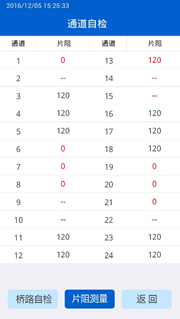 2016/12/05 15:25:33
通道自检
通道 片阻 通道 片阻
1 0 13 120
2 -- 14 --
3 120 15 --
4 120 16 120
5 120 17 120
6 0 18 120
7 0 19 0
8 0 20 0
9 -- 21 0
10 -- 22 --
11 120 23 120
12 120 24 120
桥路自检 片阻测量 返 回